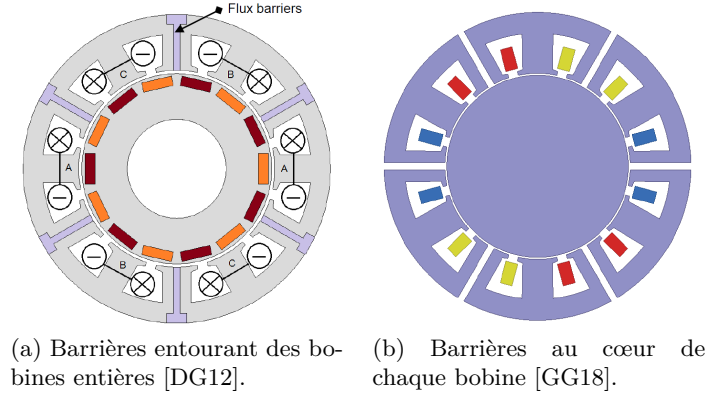 Flux barriers
C
B
A
A
B
C
(a) Barrières entourant des bo-
bines entières [DG12].
(b) Barrières au cœur de
chaque bobine [GG18].